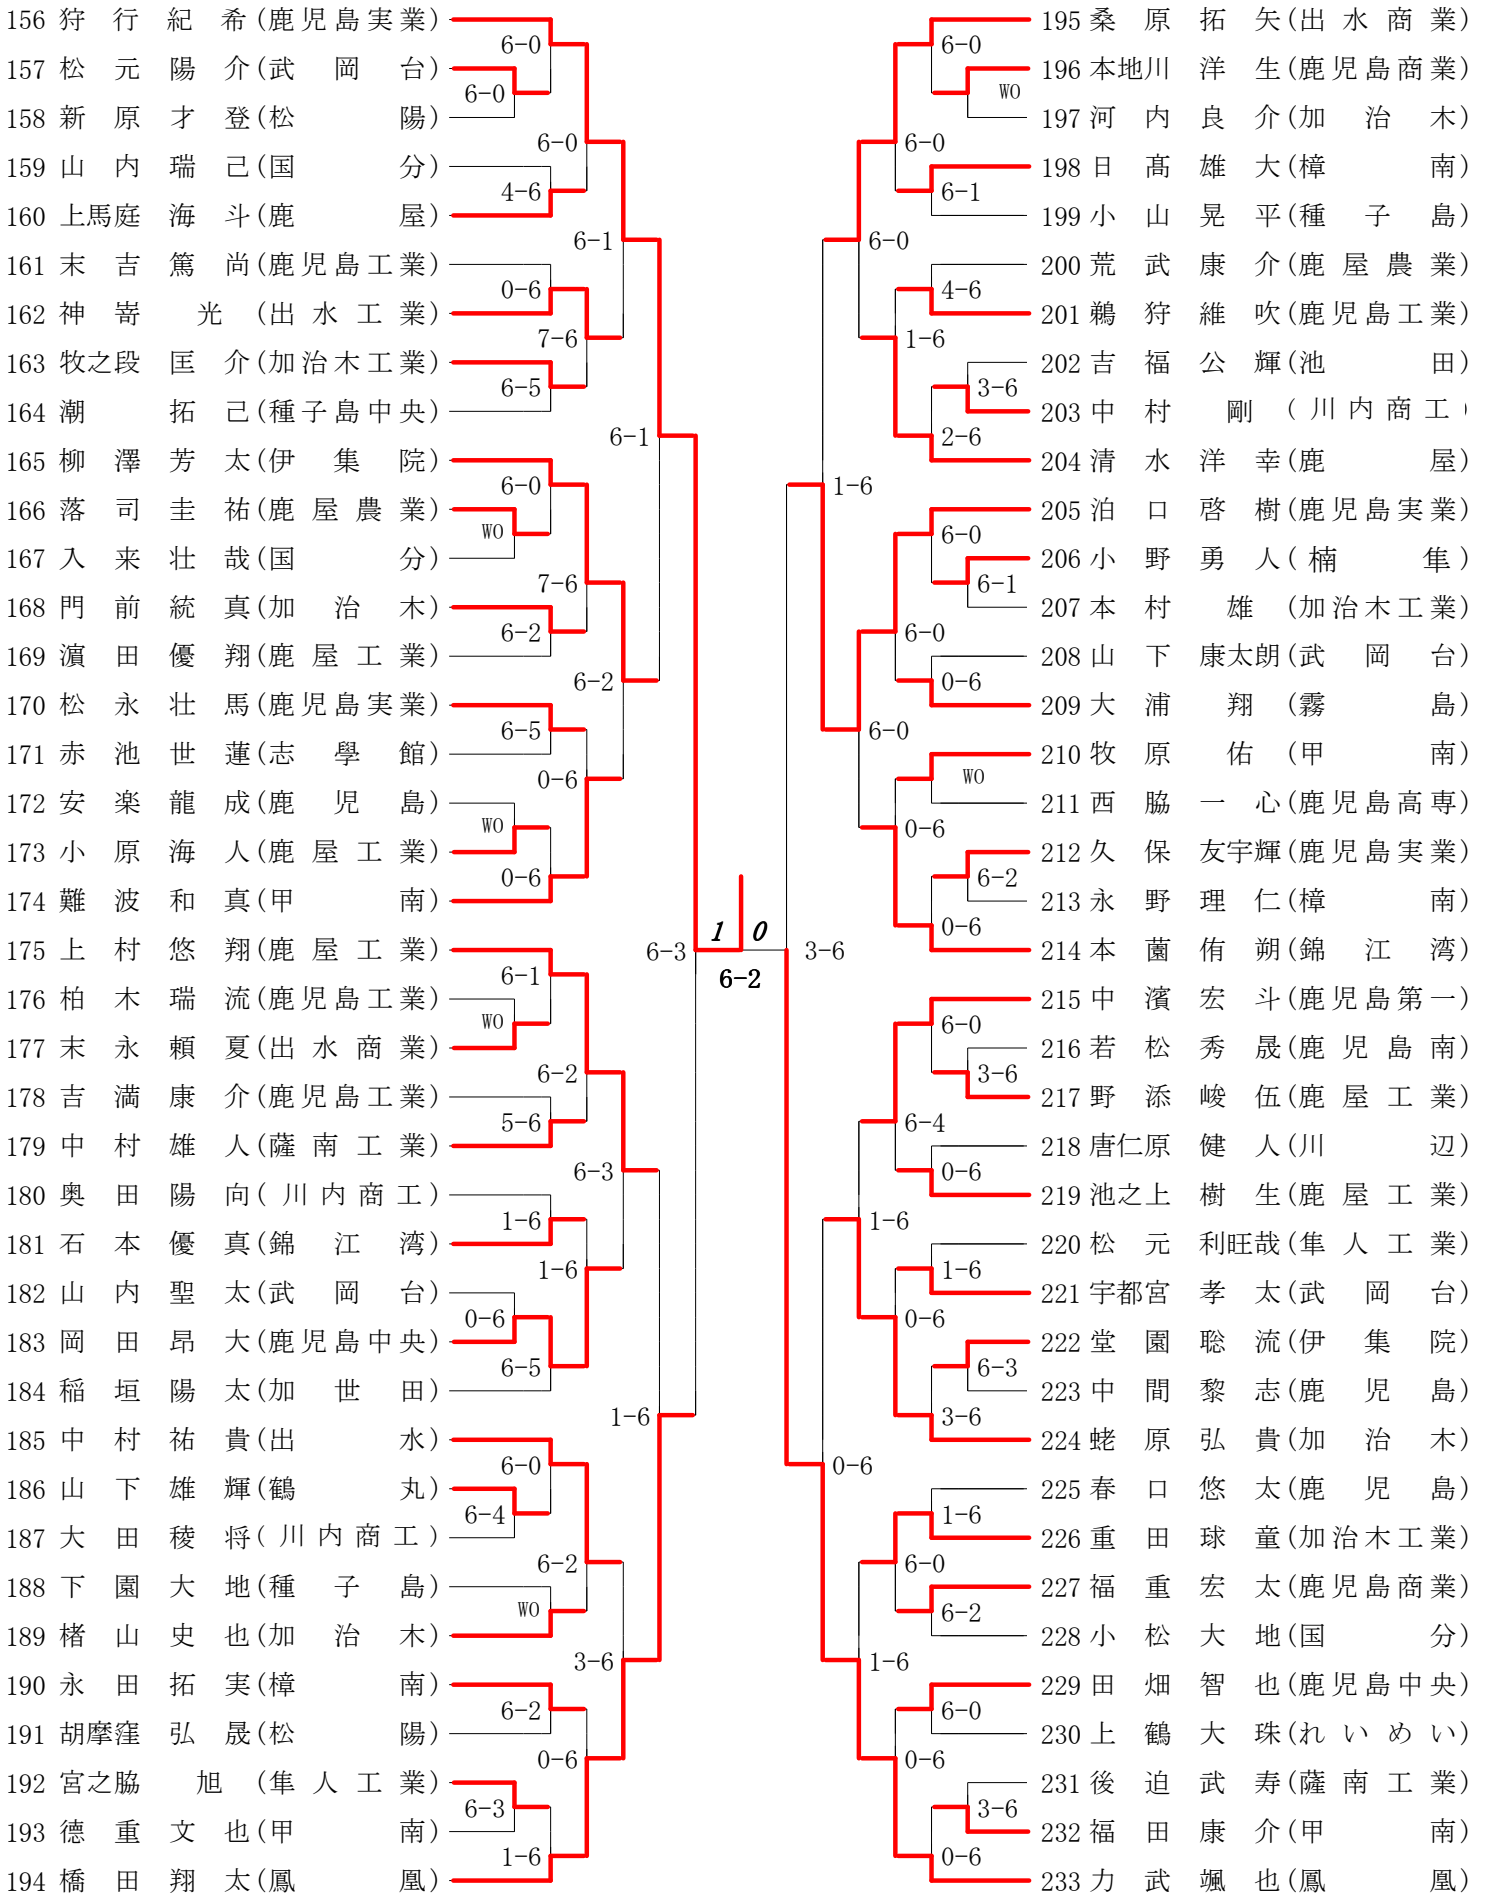 156 狩行紀希(鹿児島実業)
6-0
157 松元陽介(武岡台)
6-0
158 新原才登(松陽)
6-0
159 山内瑞己(国分)
4-6
160 上馬庭海斗(鹿屋)
6-1
161 末吉篤尚(鹿児島工業)
0-6
162 神嵜光(出水工業)
7-6
163 牧之段匡介(加治木工業)
6-5
164 潮拓己(種子島中央)
6-1
165 柳澤芳太(伊集院)
6-0
166 落司圭祐(鹿屋農業)
WO
167 入来壮哉(国分)
7-6
168 門前統真(加治木)
6-2
169 濵田優翔(鹿屋工業)
6-2
170 松永壮馬(鹿児島実業)
6-5
171 赤池世蓮(志學館)
0-6
172 安楽龍成(鹿児島)
WO
173 小原海人(鹿屋工業)
0-6
174 難波和真(甲南)
175 上村悠翔(鹿屋工業)
6-3
6-1
176 柏木瑞流(鹿児島工業)
WO
177 末永頼夏(出水商業)
6-2
178 吉満康介(鹿児島工業)
5-6
179 中村雄人(薩南工業)
6-3
180 奥田陽向(川内商工)
1-6
181 石本優真(錦江湾)
1-6
182 山内聖太(武岡台)
0-6
183 岡田昂大(鹿児島中央)
6-5
184 稲垣陽太(加世田)
1-6
185 中村祐貴(出水)
6-0
186 山下雄輝(鶴丸)
6-4
187 大田稜将(川内商工)
6-2
188 下園大地(種子島)
WO
189 楮山史也(加治木)
3-6
190 永田拓実(樟南)
6-2
191 胡摩窪弘晟(松陽)
0-6
192 宮之脇旭(隼人工業)
6-3
193 德重文也(甲南)
1-6
194 橋田翔太(鳳凰)
1 0
6-2
195 桑原拓矢(出水商業)
6-0
196 本地川洋生(鹿児島商業)
WO
197 河内良介(加治木)
6-0
198 日髙雄大(樟南)
6-1
199 小山晃平(種子島)
6-0
200 荒武康介(鹿屋農業)
4-6
201 鵜狩維吹(鹿児島工業)
1-6
202 吉福公輝(池田)
3-6
203 中村剛(川内商工)
2-6
204 清水洋幸(鹿屋)
1-6
205 泊口啓樹(鹿児島実業)
6-0
206 小野勇人(楠隼)
6-1
207 本村雄(加治木工業)
6-0
208 山下康太朗(武岡台)
0-6
209 大浦翔(霧島)
6-0
210 牧原佑(甲南)
WO
211 西脇一心(鹿児島高専)
0-6
212 久保友宇輝(鹿児島実業)
6-2
213 永野理仁(樟南)
0-6
214 本薗侑朔(錦江湾)
3-6
215 中濱宏斗(鹿児島第一)
6-0
216 若松秀晟(鹿児島南)
3-6
217 野添峻伍(鹿屋工業)
6-4
218 唐仁原健人(川辺)
0-6
219 池之上樹生(鹿屋工業)
1-6
220 松元利旺哉(隼人工業)
1-6
221 宇都宮孝太(武岡台)
0-6
222 堂園聡流(伊集院)
6-3
223 中間黎志(鹿児島)
3-6
224 蛯原弘貴(加治木)
0-6
225 春口悠太(鹿児島)
1-6
226 重田球童(加治木工業)
6-0
227 福重宏太(鹿児島商業)
6-2
228 小松大地(国分)
1-6
229 田畑智也(鹿児島中央)
6-0
230 上鶴大珠(れいめい)
0-6
231 後迫武寿(薩南工業)
3-6
232 福田康介(甲南)
0-6
233 力武颯也(鳳凰)